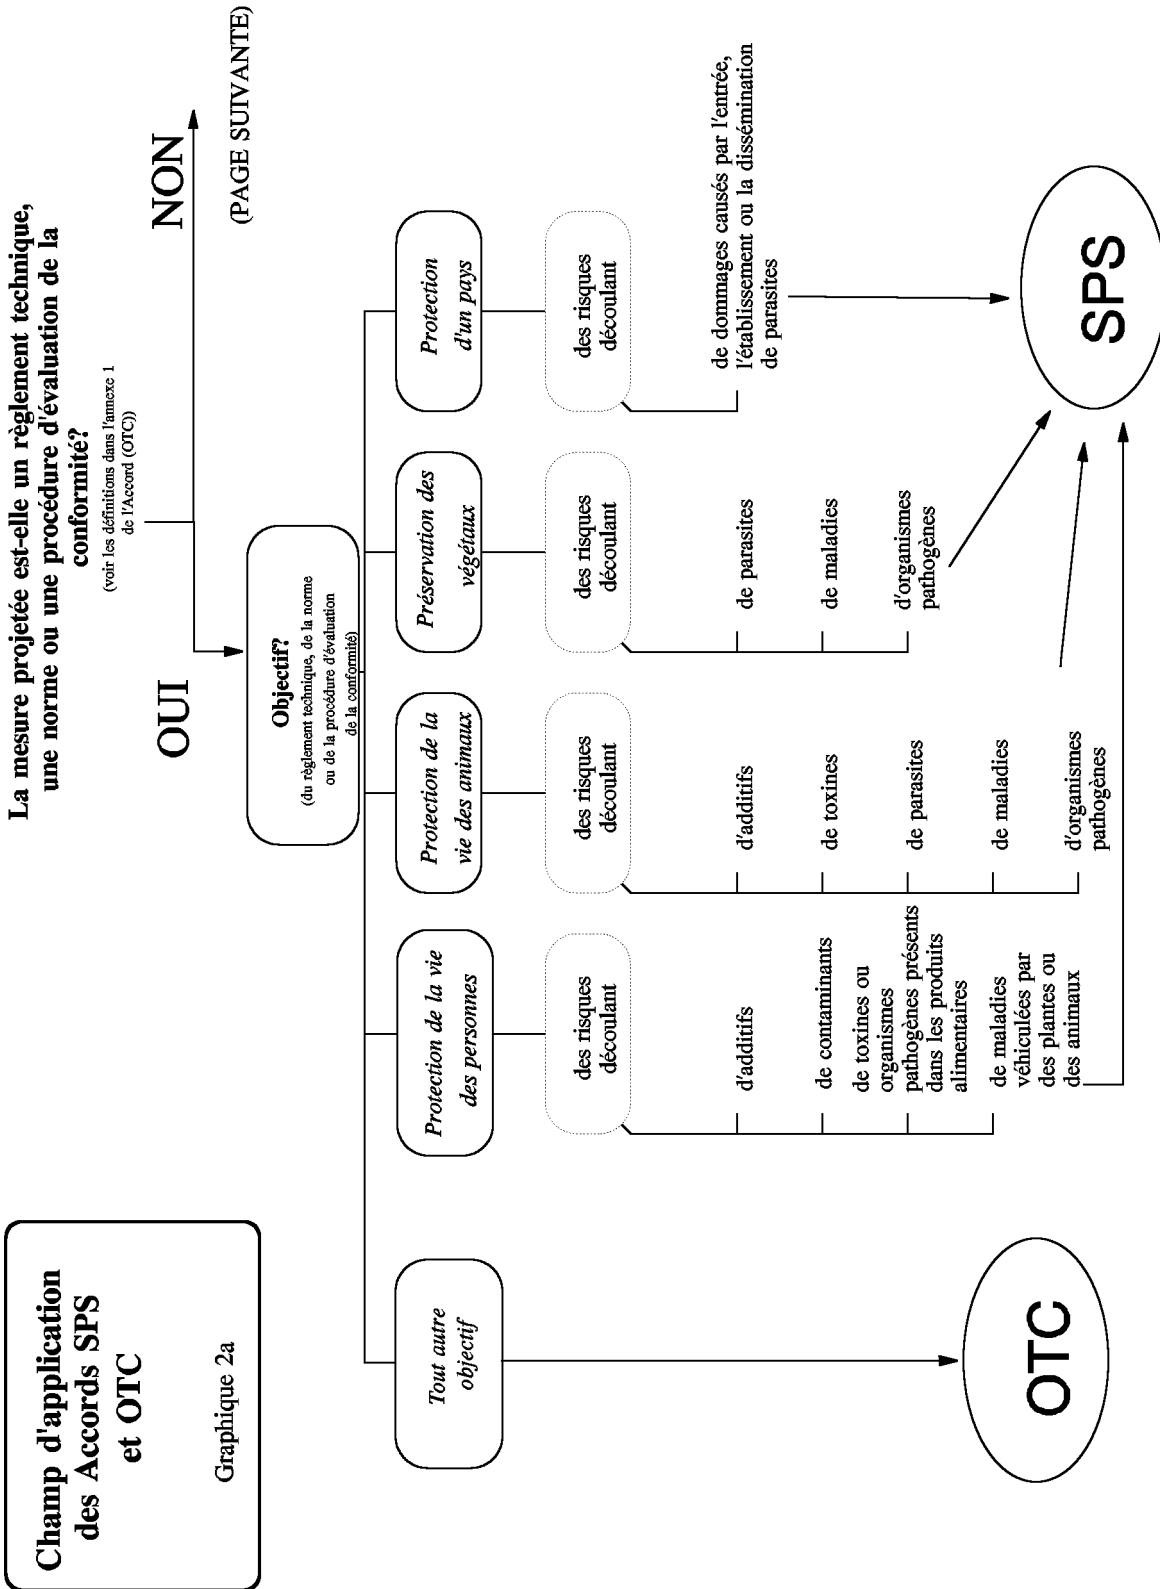 Champ d'application
des Accords SPS
et OTC
Graphique 2a
La mesure projetée est-elle un règlement technique,
une norme ou une procédure d'évaluation de la
conformité?
(voir les définitions dans l'annexe 1
de l'Accord (OTC))
OUI
NON
(PAGE SUIVANTE)
Objectif?
(du règlement technique, de la norme
ou de la procédure d'évaluation
de la conformité)
Tout autre
objectif
Protection de la vie
des personnes
Protection de la
vie des animaux
Préservation des
végétaux
Protection
d'un pays
des risques
découlant
des risques
découlant
des risques
découlant
des risques
découlant
d'additifs
de contaminants
de toxines ou
organismes
pathogènes présents
dans les produits
alimentaires
de maladies
véhiculées par
des plantes ou
des animaux
d'additifs
de toxines
de parasites
de maladies
d'organismes
pathogènes
de parasites
de maladies
d'organismes
pathogènes
de dommages causés par l'entrée,
l'établissement ou la dissémination
de parasites
OTC
SPS